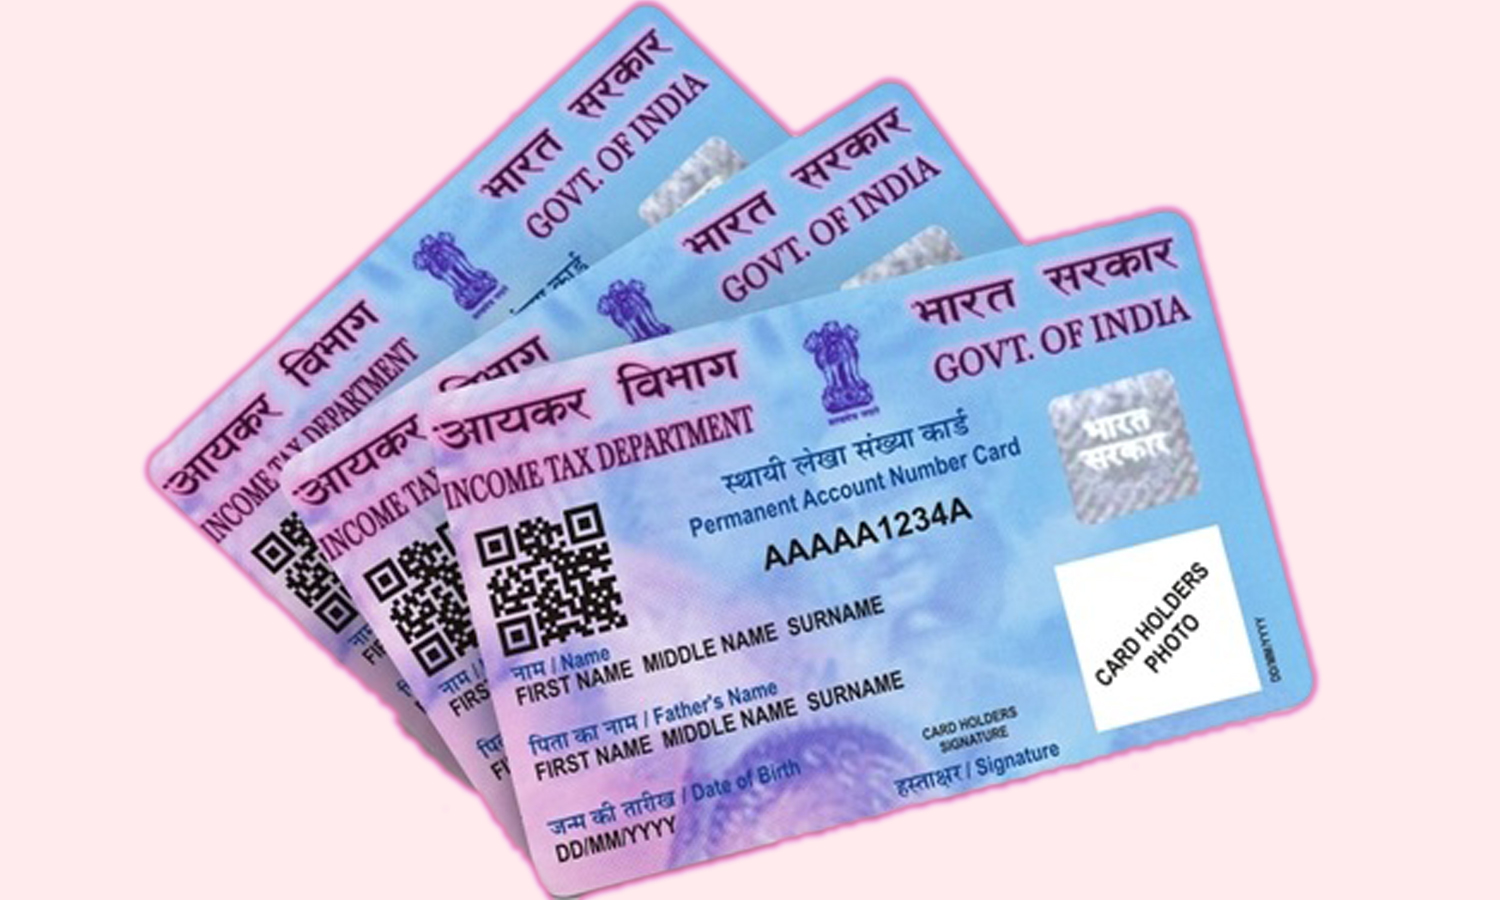 भारत सरकार
GOVT. OF INDIA
आयकर विभाग
INCOME TAX DEPARTMENT
कार्ड
भारत सरकार
GOVT. OF INDIA
आयकर
INCOME TAX
आयकर विभाग
INCOME TAX DEPARTMENT
भारत सरकार
GOVT. OF INDIA
सत्यमेव जयते
स्थायी लेखा संख्या कार्ड
Permanent Account Number Card
AAAAA1234A
भारत
सरकार
नाम / Name
FIRST NAME MIDDLE NAME SURNAME
पिता का नाम / Father's Name
FIRST NAME MIDDLE NAME SURNAME
जन्म की तारीख / Date of Birth
DD/MM/YYYY
CARD HOLDERS
SIGNATURE
हस्ताक्षर / Signature
CARD HOLDERS
PHOTO
DD/MM/YYYY